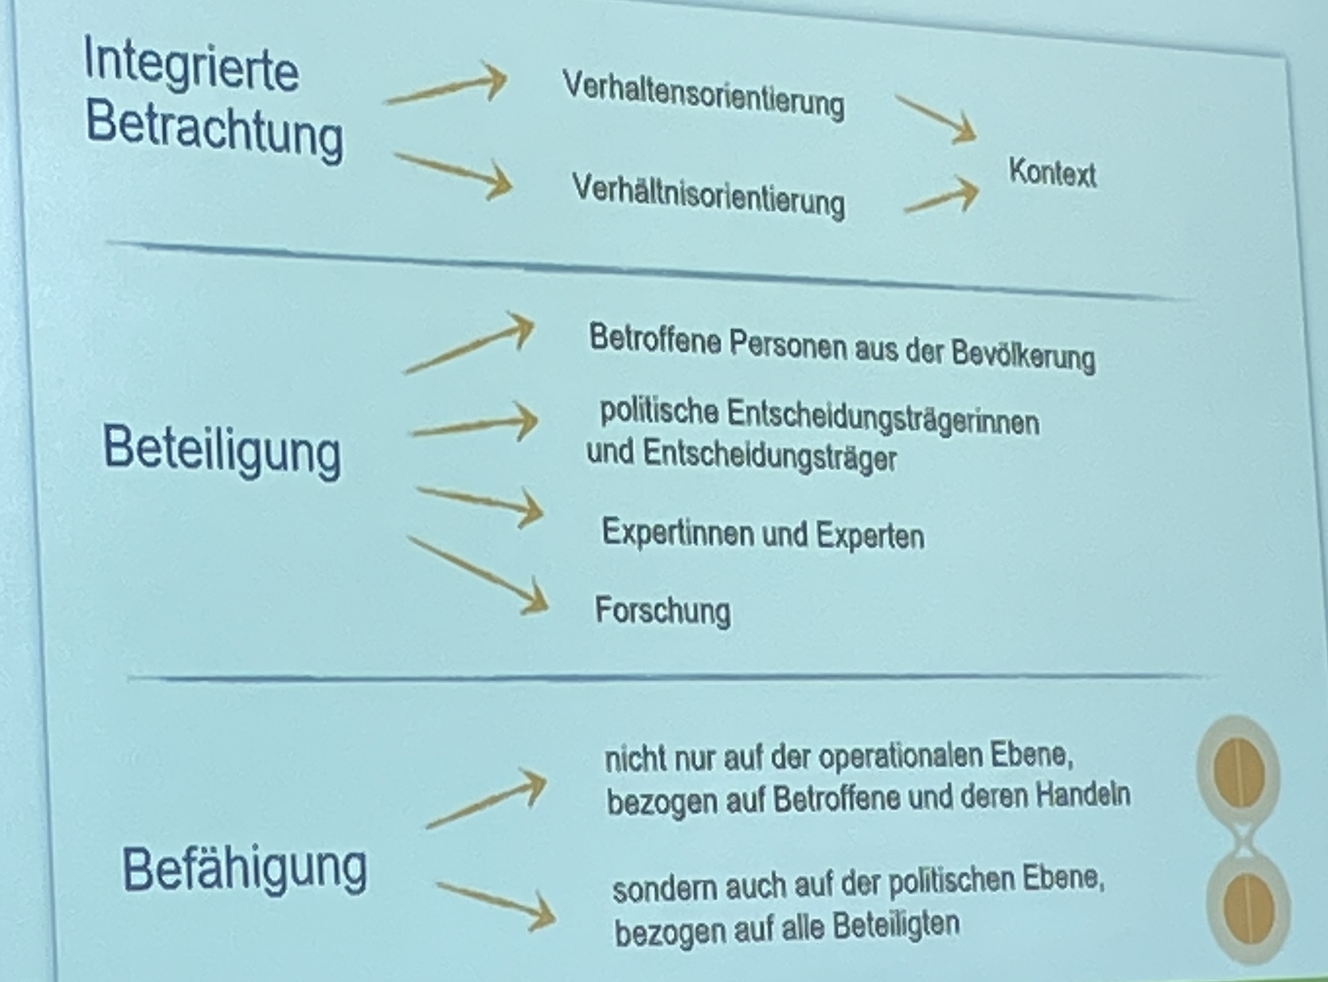 Integrierte
Betrachtung
Verhaltensorientierung
Verhältnisorientierung
Kontext
Beteiligung
Betroffene Personen aus der Bevölkerung
politische Entscheidungsträgerinnen
und Entscheidungsträger
Expertinnen und Experten
Forschung
Befähigung
nicht nur auf der operationalen Ebene,
bezogen auf Betroffene und deren Handeln
sondern auch auf der politischen Ebene,
bezogen auf alle Beteiligten